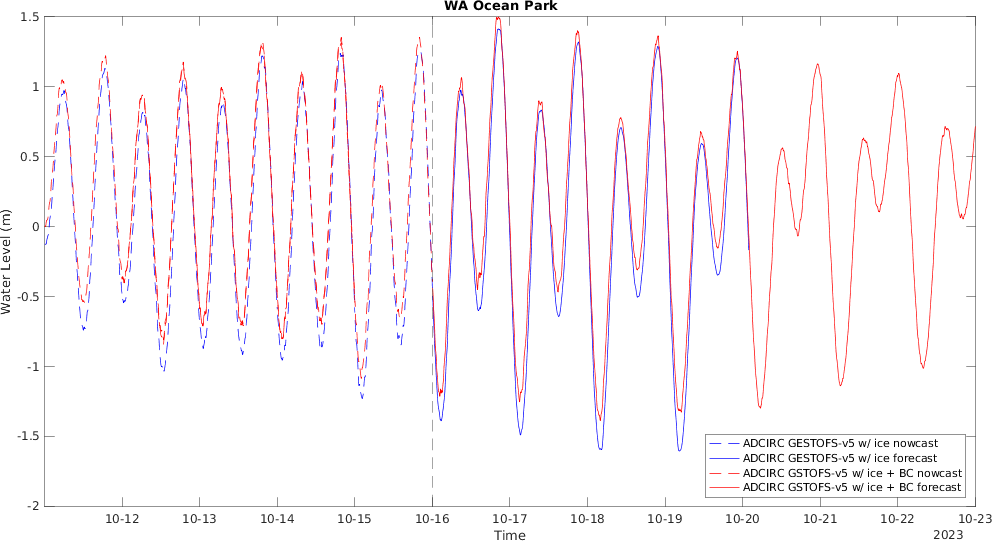 WA Ocean Park
1.5
1
0.5
0
-0.5
-1
-1.5
-2
Water Level (m)
ADCIRC GESTOFS-v5 w/ ice nowcast
ADCIRC GESTOFS-v5 w/ ice forecast
ADCIRC GSTOFS-v5 w/ ice + BC nowcast
ADCIRC GSTOFS-v5 w/ ice + BC forecast
10-12 10-13 10-14 10-15 10-16 10-17 10-18 10-19 10-20 10-21 10-22 10-23
Time
2023